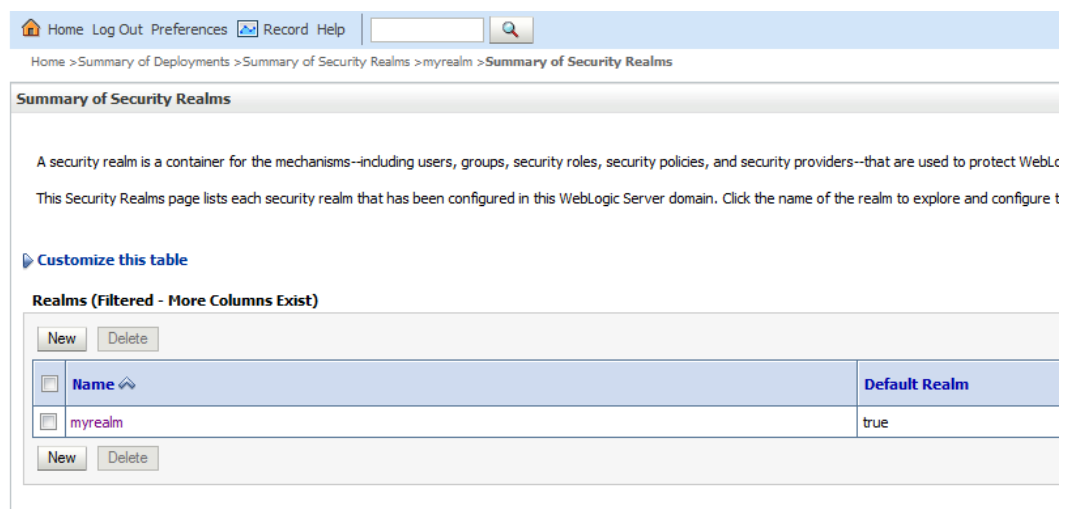 Home Log Out Preferences Record Help
Home >Summary of Deployments >Summary of Security Realms >myrealm >Summary of Security Realms
Summary of Security Realms
A security realm is a container for the mechanisms--including users, groups, security roles, security policies, and security providers--that are used to protect
This Security Realms page lists each security realm that has been configured in this WebLogic Server domain. Click the name of the realm to explore and configure
Customize this table
Realms (Filtered - More Columns Exist)
New Delete
Name Default Realm
myrealm true
New Delete